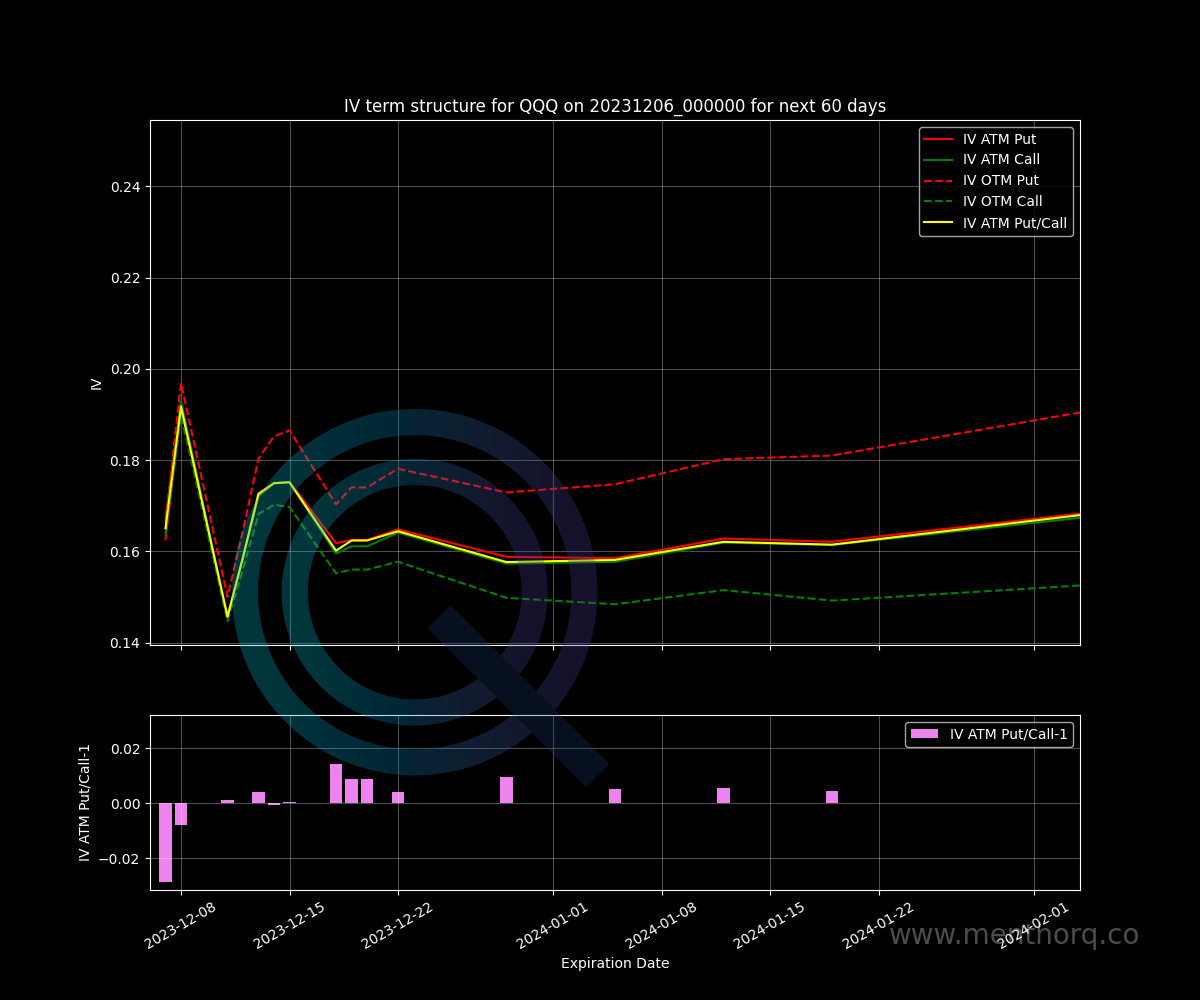 IV term structure for QQQ on 20231206_000000 for next 60 days
IV ATM Put
IV ATM Call
IV OTM Put
IV OTM Call
IV ATM Put/Call
0.24
0.22
0.20
0.18
0.16
0.14
IV
IV ATM Put/Call-1
0.02
0.00
−0.02
IV ATM Put/Call-1
2023-12-08
2023-12-15
2023-12-22
2024-01-01
2024-01-08
2024-01-15
2024-01-22
2024-02-01
www.menthorq.co
Expiration Date